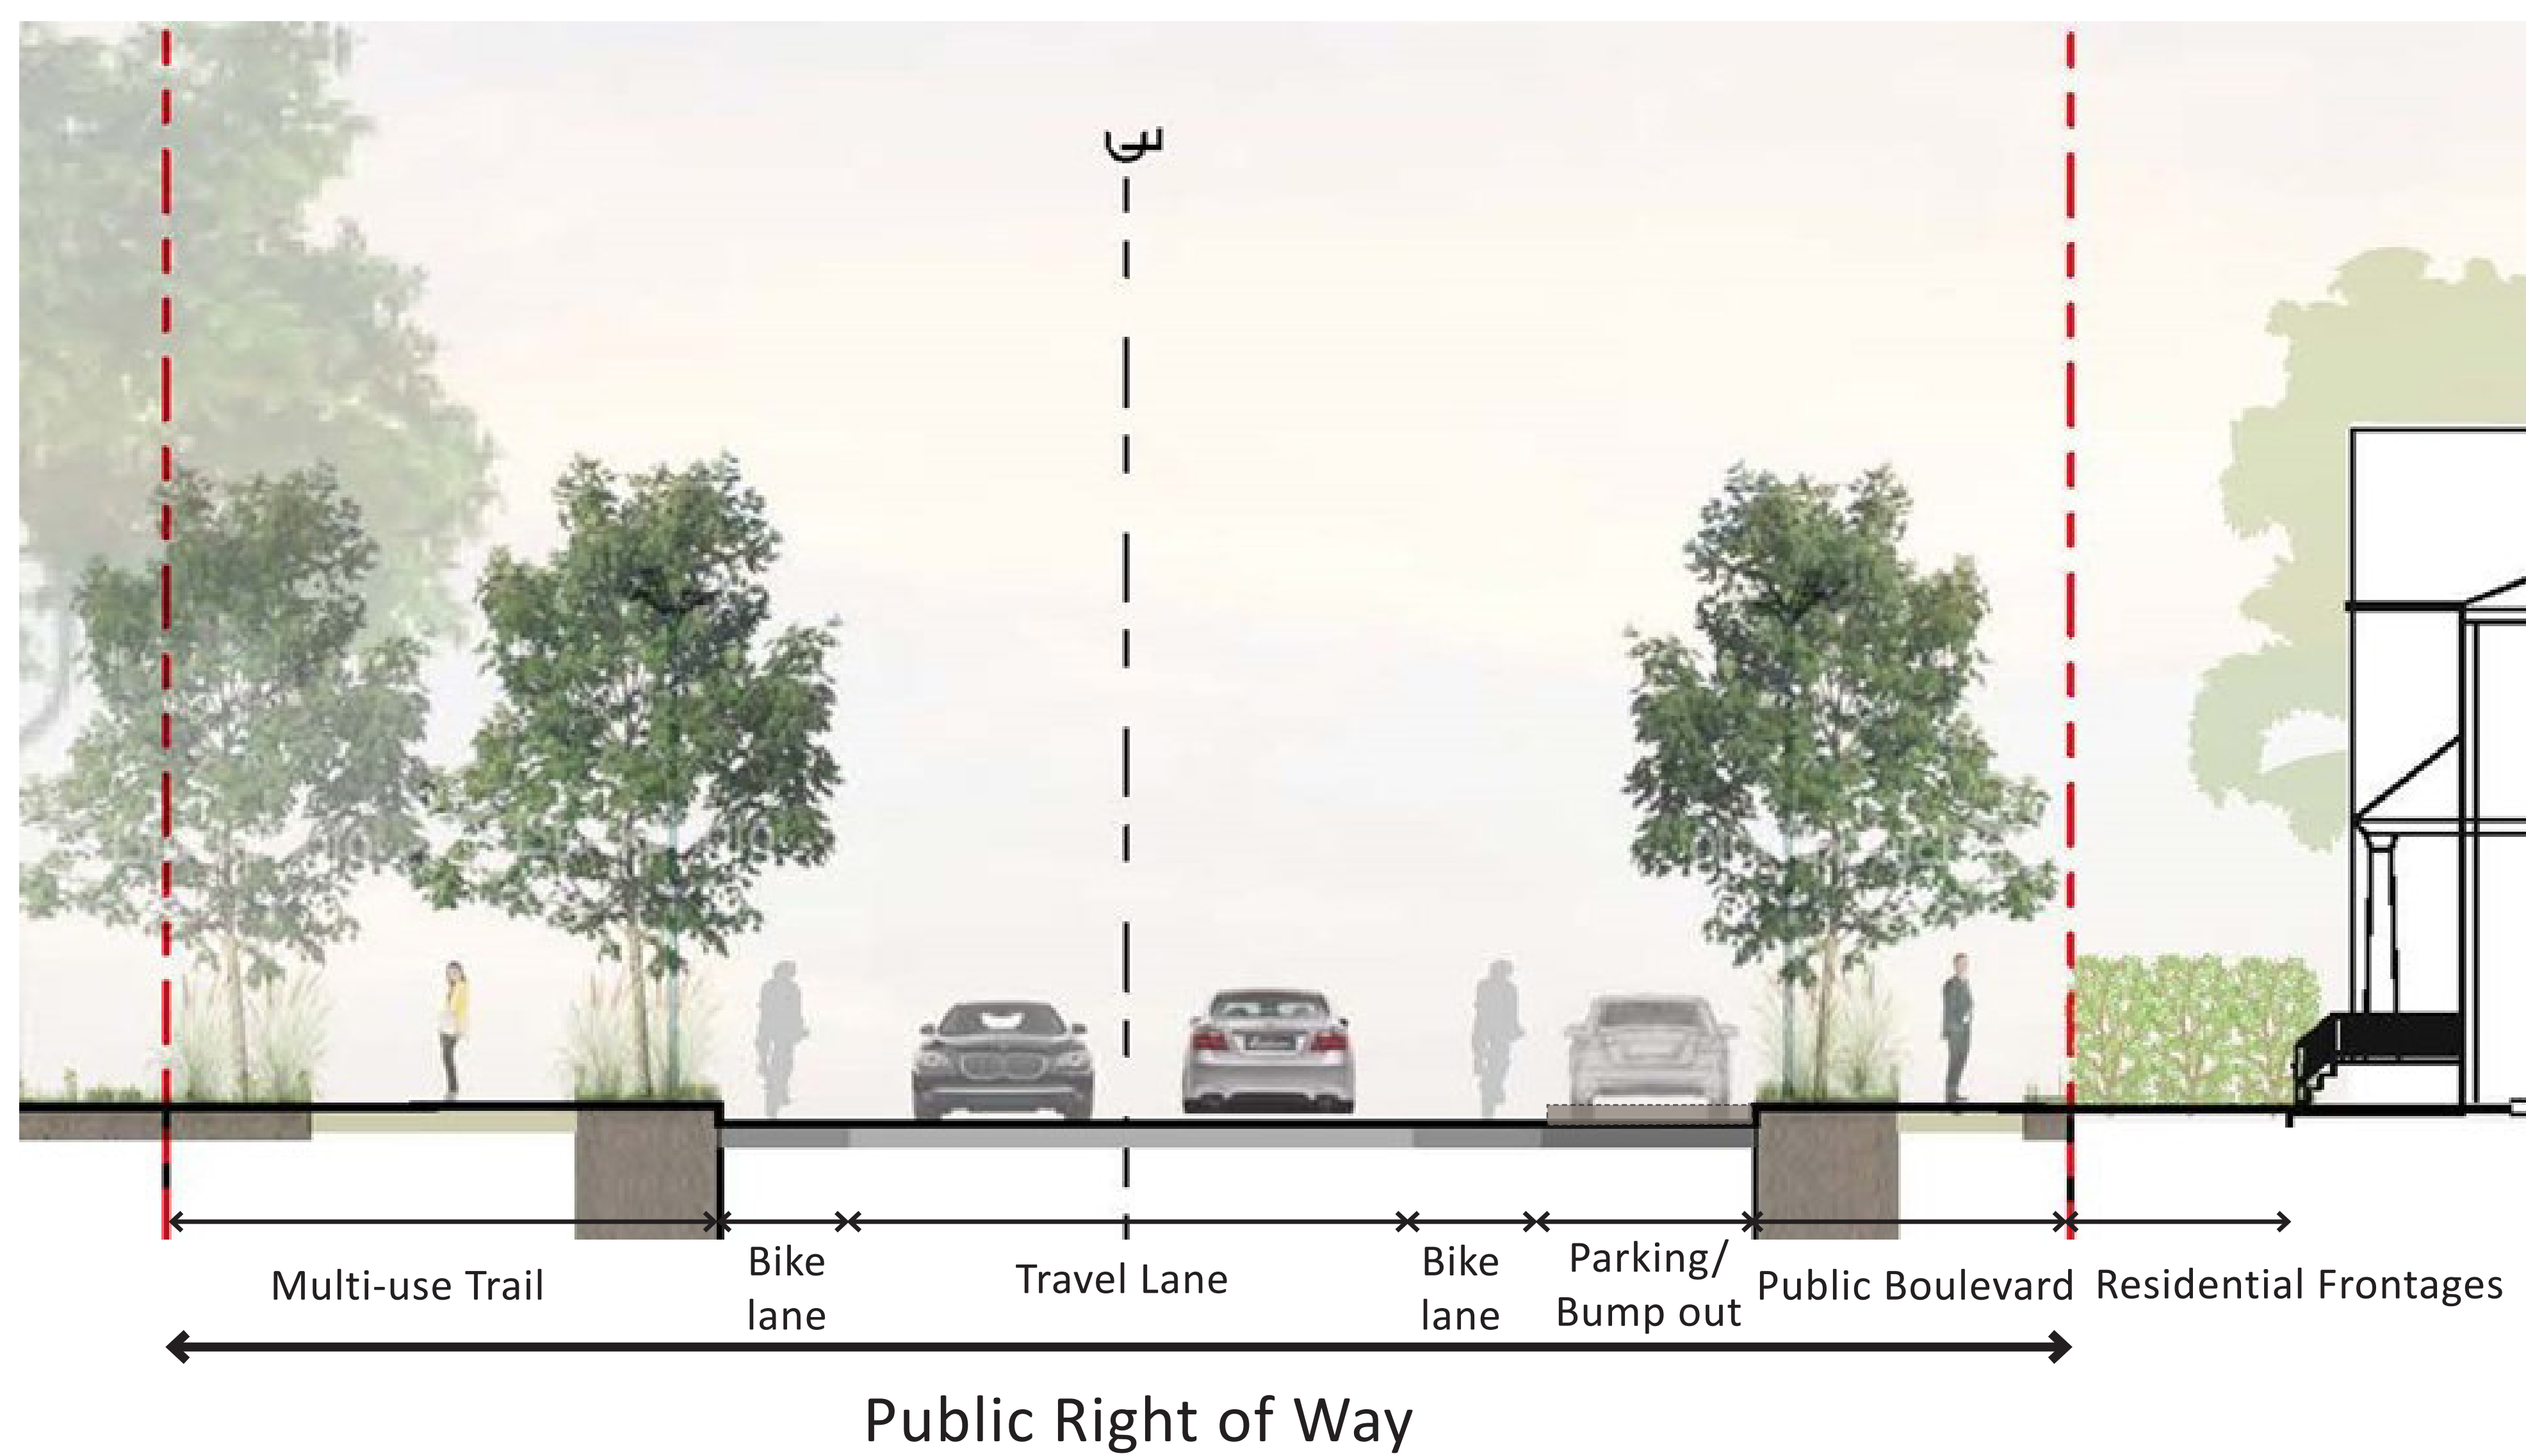 Multi-use Trail
Bike
lane
Travel Lane
Bike
lane
Parking/
Bump out
Public Boulevard
Residential Frontages
Public Right of Way